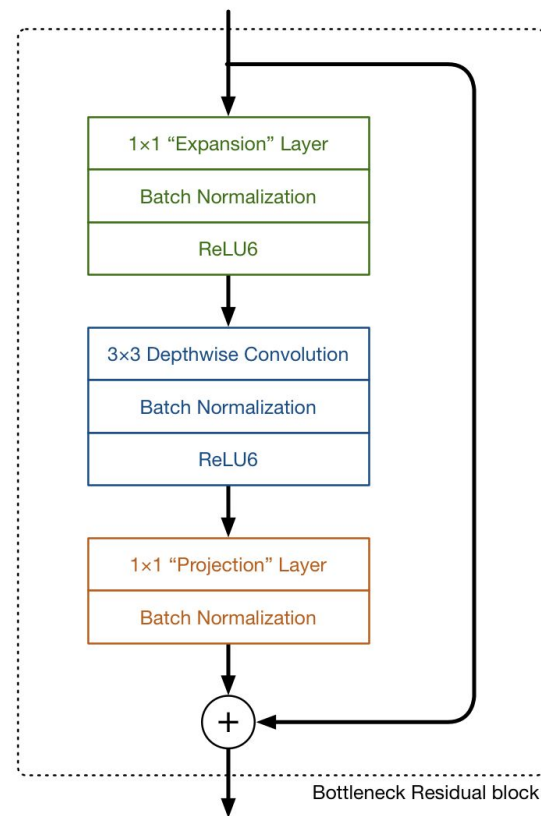 1×1 “Expansion” Layer
Batch Normalization
ReLU6
3×3 Depthwise Convolution
Batch Normalization
ReLU6
1×1 “Projection” Layer
Batch Normalization
+
Bottleneck Residual block